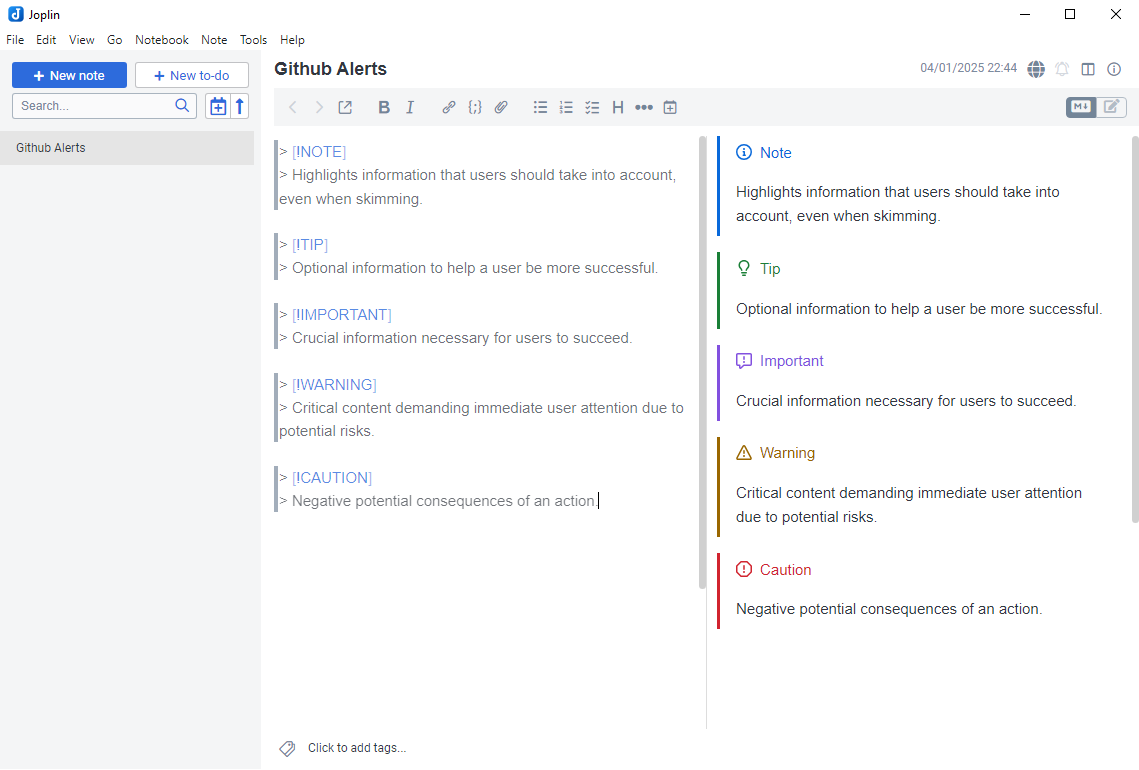 Joplin
File Edit View Go Notebook Note Tools Help
+ New note + New to-do
Search...
Github Alerts
Github Alerts
04/01/2025 22:44
B I {;} H
M↓
> [!NOTE]
> Highlights information that users should take into account,
even when skimming.
> [!TIP]
> Optional information to help a user be more successful.
> [!IMPORTANT]
> Crucial information necessary for users to succeed.
> [!WARNING]
> Critical content demanding immediate user attention due to
potential risks.
> [!CAUTION]
> Negative potential consequences of an action.
Note
Highlights information that users should take into
account, even when skimming.
Tip
Optional information to help a user be more successful.
Important
Crucial information necessary for users to succeed.
Warning
Critical content demanding immediate user attention
due to potential risks.
Caution
Negative potential consequences of an action.
Click to add tags...